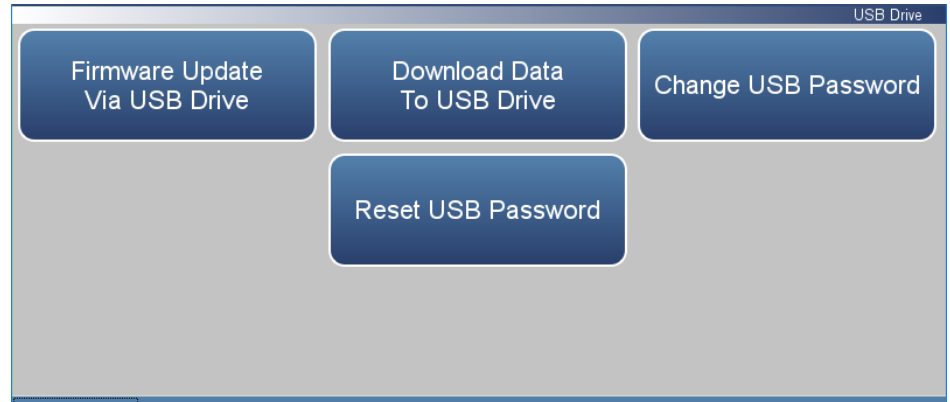 USB Drive
Firmware Update
Via USB Drive
Download Data
To USB Drive
Change USB Password
Reset USB Password